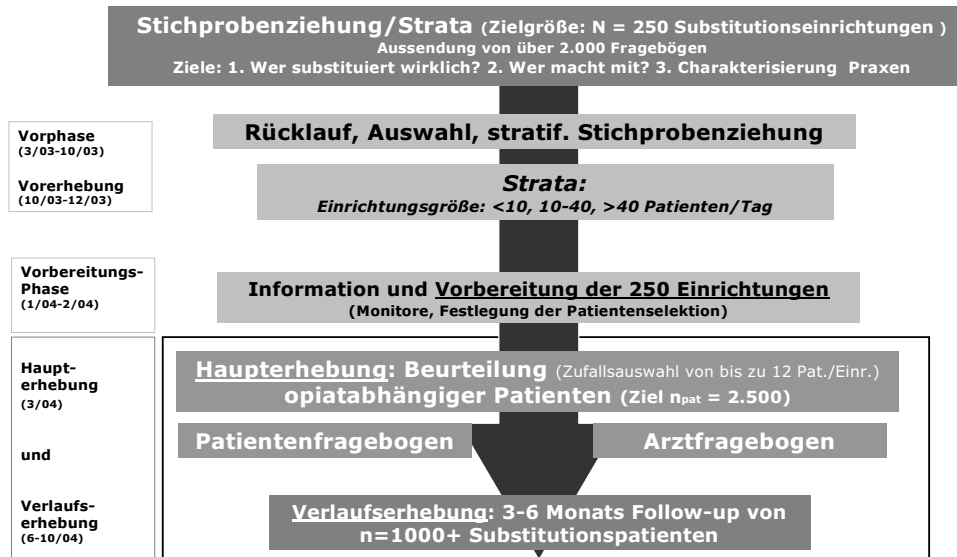 Stichprobenziehung/Strata (Zielgröße: N = 250 Substitutionseinrichtungen )
Aussendung von über 2.000 Fragebögen
Ziele: 1. Wer substituiert wirklich? 2. Wer macht mit? 3. Charakterisierung Praxen
Vorphase
(3/03-10/03)
Vorerhebung
(10/03-12/03)
Rücklauf, Auswahl, stratif. Stichprobenziehung
Strata:
Einrichtungsgröße: <10, 10-40, >40 Patienten/Tag
Vorbereitungs-
Phase
(1/04-2/04)
Information und Vorbereitung der 250 Einrichtungen
(Monitore, Festlegung der Patientenselektion)
Haupt-
erhebung
(3/04)
und
Verlaufs-
erhebung
(6-10/04)
Haupterhebung: Beurteilung (Zufallsauswahl von bis zu 12 Pat./Einr.)
opiatabhängiger Patienten (Ziel npat = 2.500)
Patientenfragebogen
Arztfragebogen
Verlaufserhebung: 3-6 Monats Follow-up von
n=1000+ Substitutionspatienten